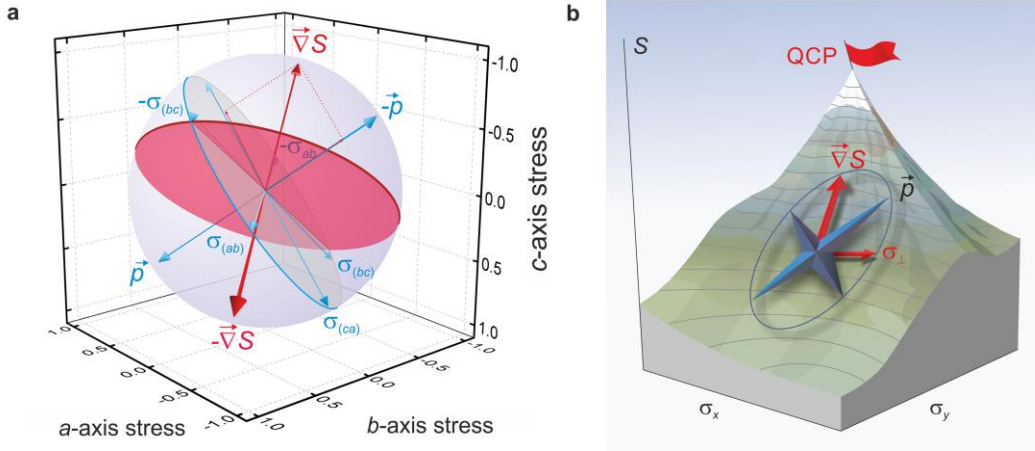 a
∇⃗S
-1.0
-σ(bc)
-p⃗
-0.5
-σab
0.0
c-axis stress
σ(ab)
σ(bc)
p⃗
0.5
σ(ca)
-∇⃗S
1.0
1.0
0.5
0.0
-0.5
-1.0
1.0
0.5
0.0
-0.5
-1.0
a-axis stress
b-axis stress
b
S
QCP
∇⃗S
p⃗
σ⊥
σx
σy